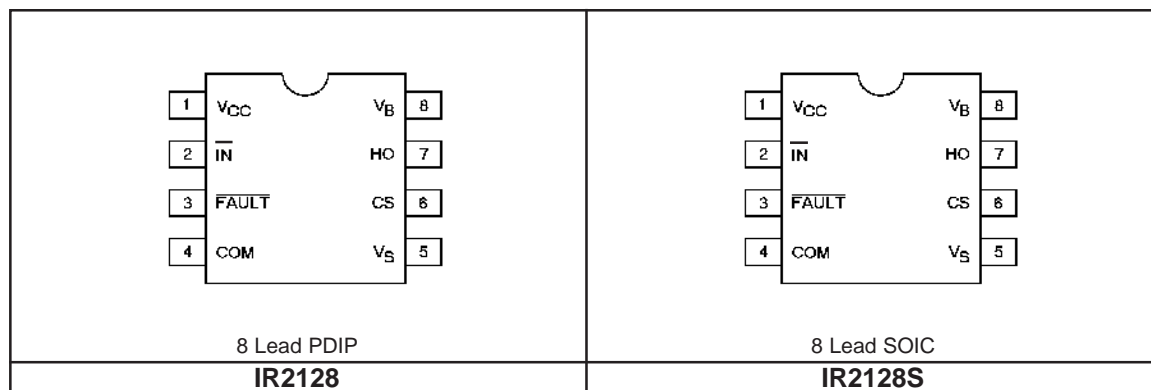 1 VCC VB 8
2 IN HO 7
3 FAULT CS 6
4 COM VS 5
8 Lead PDIP
IR2128
1 VCC VB 8
2 IN HO 7
3 FAULT CS 6
4 COM VS 5
8 Lead SOIC
IR2128S